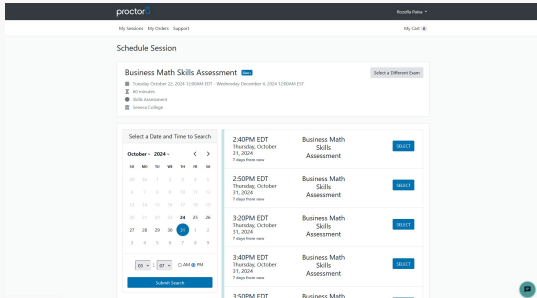 proctor
Rozella Paiva
My Sessions My Orders Support
My Cart
Schedule Session
Business Math Skills Assessment
Select a Different Exam
Tuesday October 22, 2024 12:00AM EDT - Wednesday December 4, 2024 12:00AM EST
60 minutes
Skills Assessment
Seneca College
Select a Date and Time to Search
October 2024
SU MO TU WE TH FR SA
29 30 1 2 3 4 5
6 7 8 9 10 11 12
13 14 15 16 17 18 19
20 21 22 23 24 25 26
27 28 29 30 31 1 2
3 4 5 6 7 8 9
03 : 07 AM PM
Submit Search
2:40PM EDT
Thursday, October
31, 2024
7 days from now
Business Math
Skills
Assessment
SELECT
2:50PM EDT
Thursday, October
31, 2024
7 days from now
Business Math
Skills
Assessment
SELECT
3:20PM EDT
Thursday, October
31, 2024
7 days from now
Business Math
Skills
Assessment
SELECT
3:40PM EDT
Thursday, October
31, 2024
7 days from now
Business Math
Skills
Assessment
SELECT
3:50PM EDT
Business Math